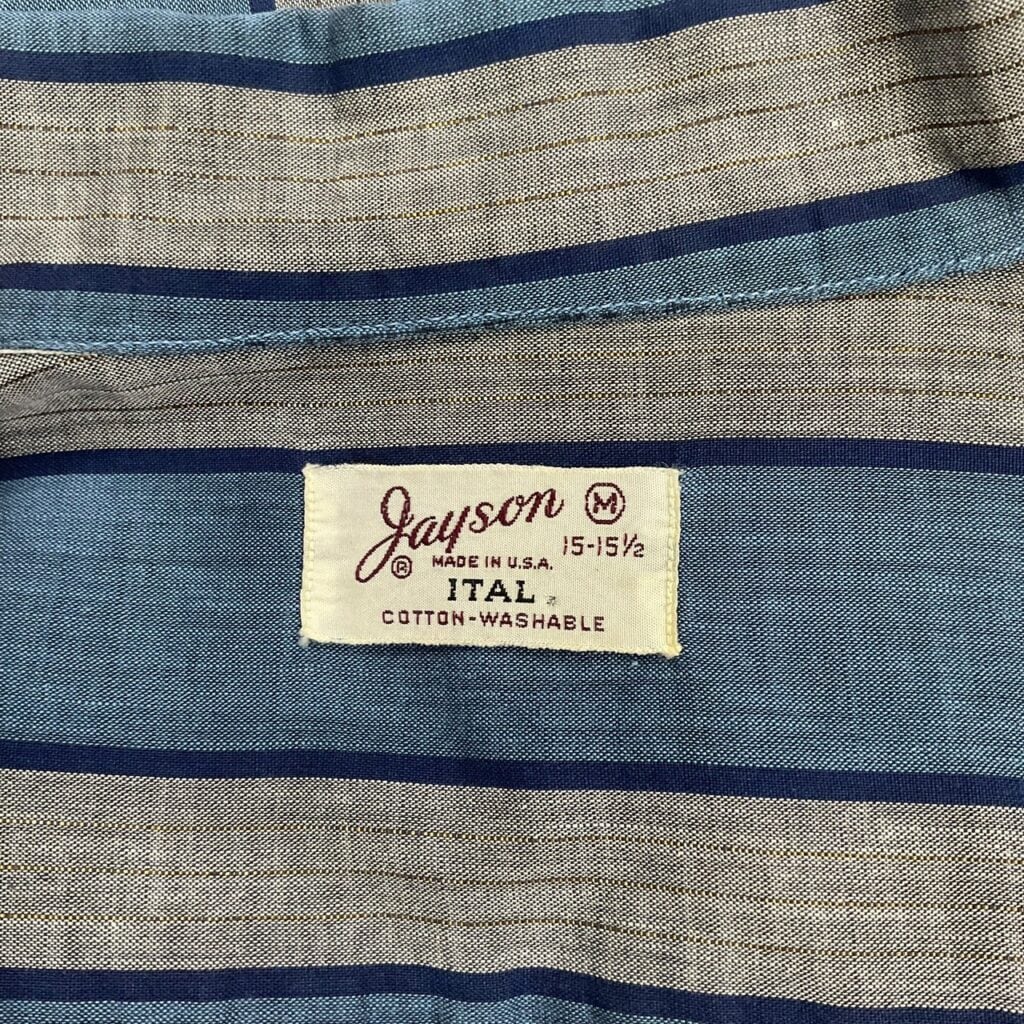 Jayson M
15-15½
® MADE IN U.S.A.
ITAL
COTTON-WASHABLE